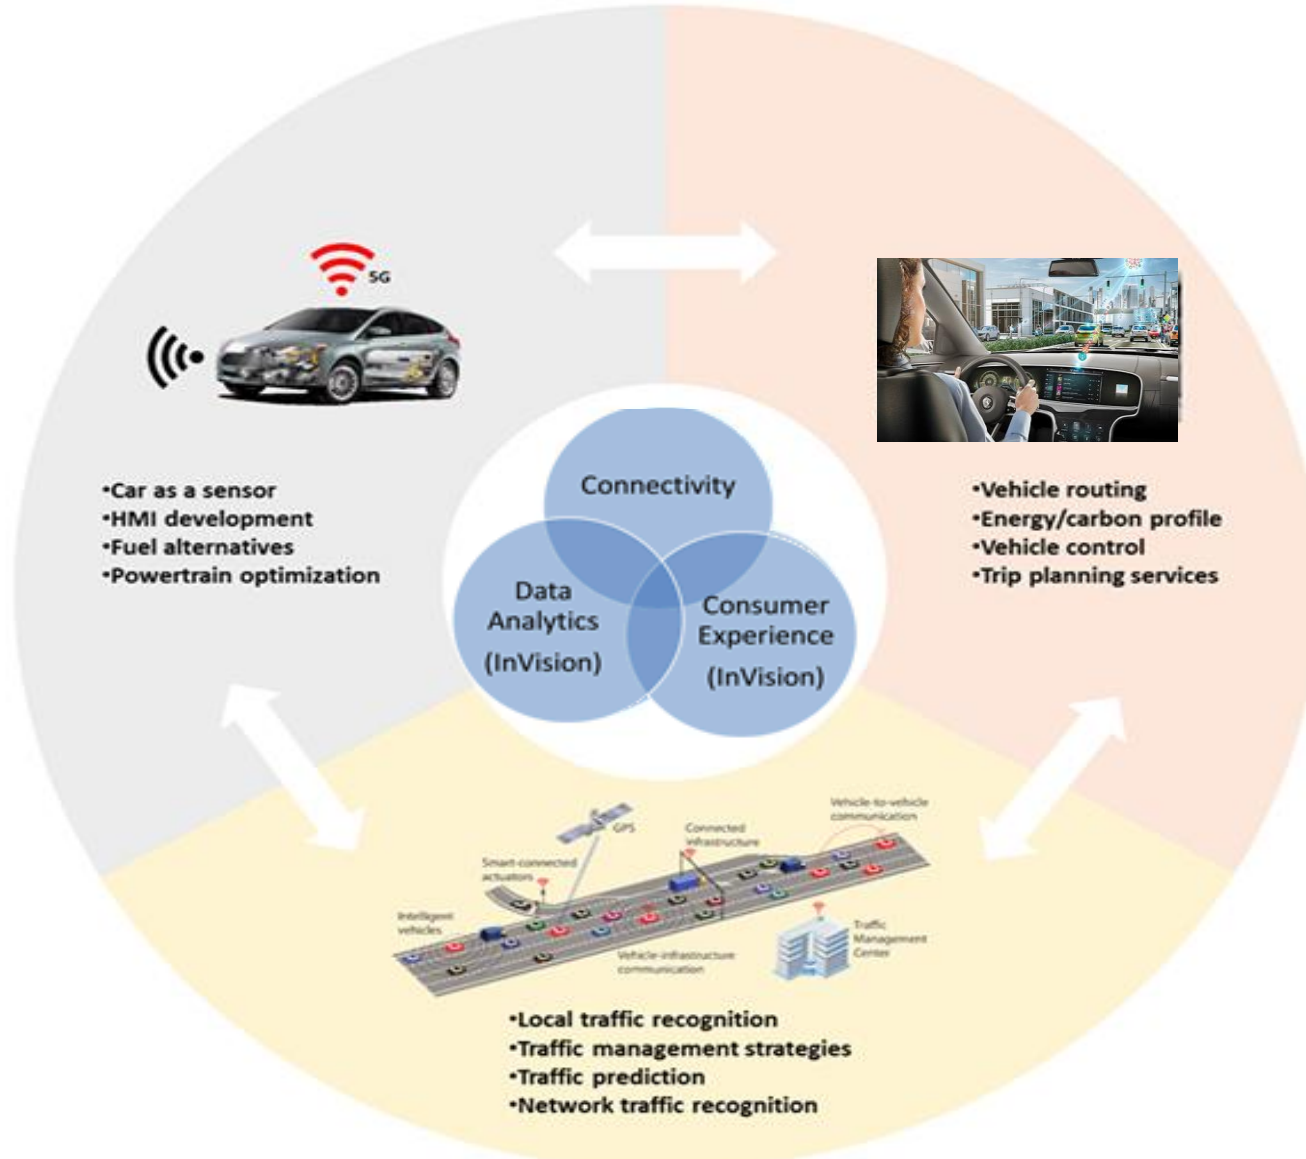 5G
•Car as a sensor
•HMI development
•Fuel alternatives
•Powertrain optimization
•Vehicle routing
•Energy/carbon profile
•Vehicle control
•Trip planning services
Connectivity
Data
Analytics
(InVision)
Consumer
Experience
(InVision)
Vehicle-to-vehicle
communication
GPS
Connected
infrastructure
Smart-connected
actuators
Intelligent
vehicles
Traffic
Management
Center
Vehicle-infrastructure
communication
•Local traffic recognition
•Traffic management strategies
•Traffic prediction
•Network traffic recognition